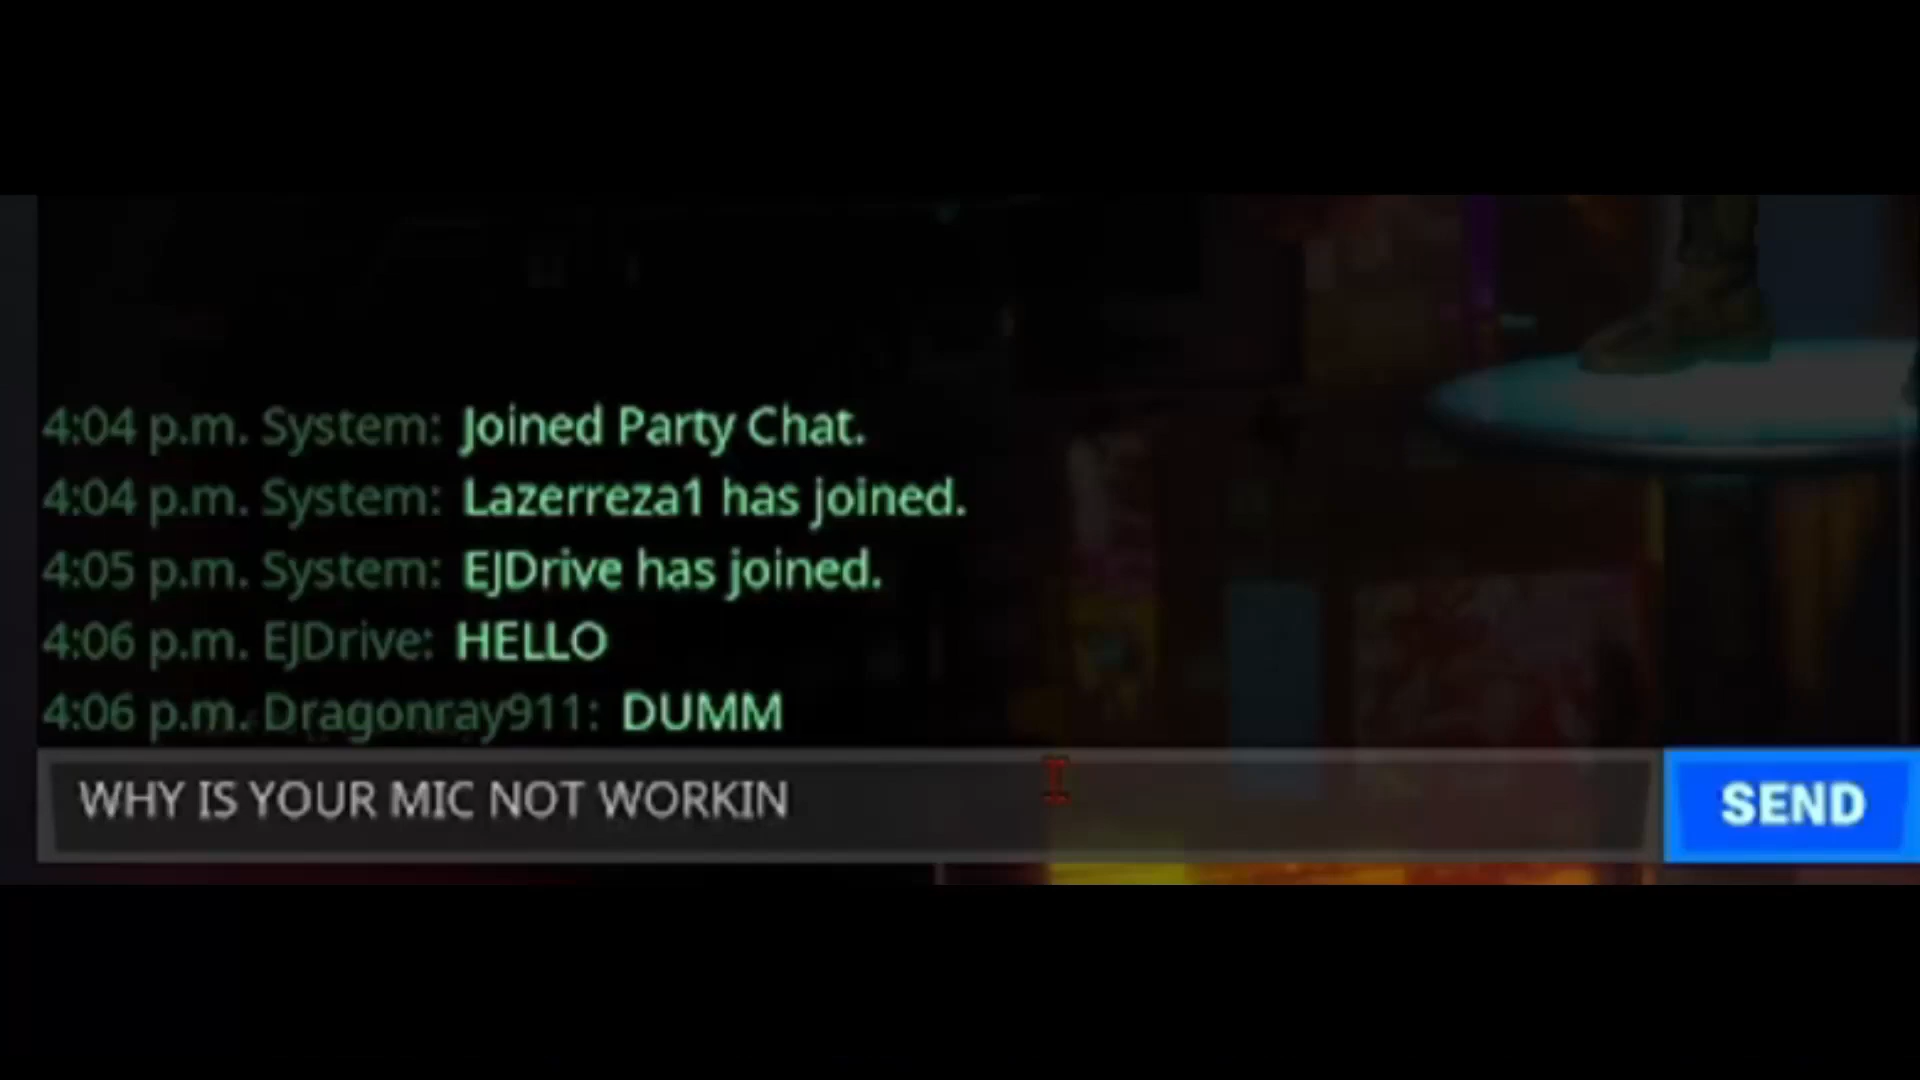 4:04 p.m. System: Joined Party Chat.
4:04 p.m. System: Lazerreza1 has joined.
4:05 p.m. System: EJDrive has joined.
4:06 p.m. EJDrive: HELLO
4:06 p.m. Dragonray911: DUMM
WHY IS YOUR MIC NOT WORKIN
SEND